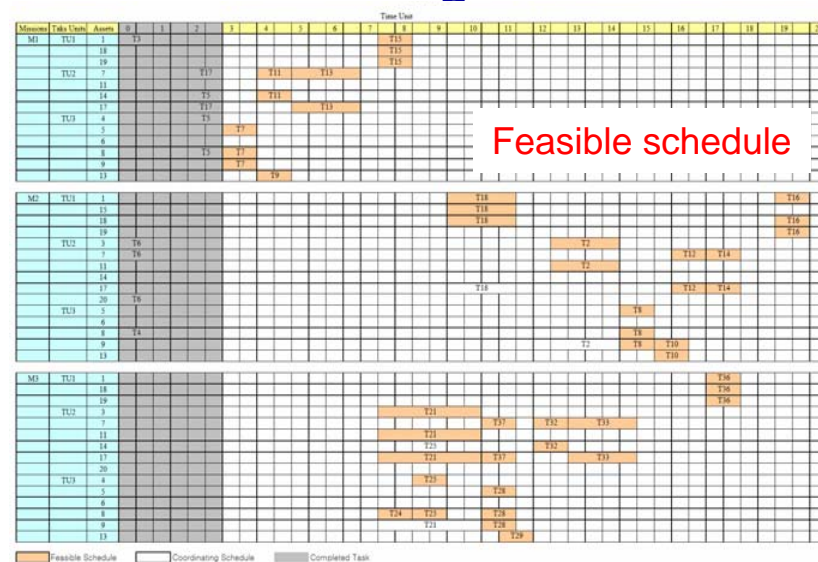 Time Unit
Missions Taks Units Assets 0 1 2 3 4 5 6 7 8 9 10 11 12 13 14 15 16 17 18 19 2
M1 TU1 1 T3 T15
18 T15
19 T15
TU2 7 T17 T11 T13
11
14 T5 T11
17 T17 T13
TU3 4 T5
5 T7
6
8 T5 T7
9 T7
13 T9
Feasible schedule
M2 TU1 1 T18 T16
15 T18
18 T18 T16
19 T16
TU2 3 T6 T2
7 T6 T12 T14
11 T2
14
17 T18 T12 T14
20 T6
TU3 5 T8
6
8 T4 T8
9 T2 T8 T10
13 T10
M3 TU1 1 T36
18 T36
19 T36
TU2 3 T21
7 T37 T32 T33
11 T21
14 T25 T32
17 T21 T37 T33
20
TU3 4 T25
5 T28
6
8 T24 T25 T28
9 T21 T28
13 T29
Feasible Schedule Coordinating Schedule Completed Task